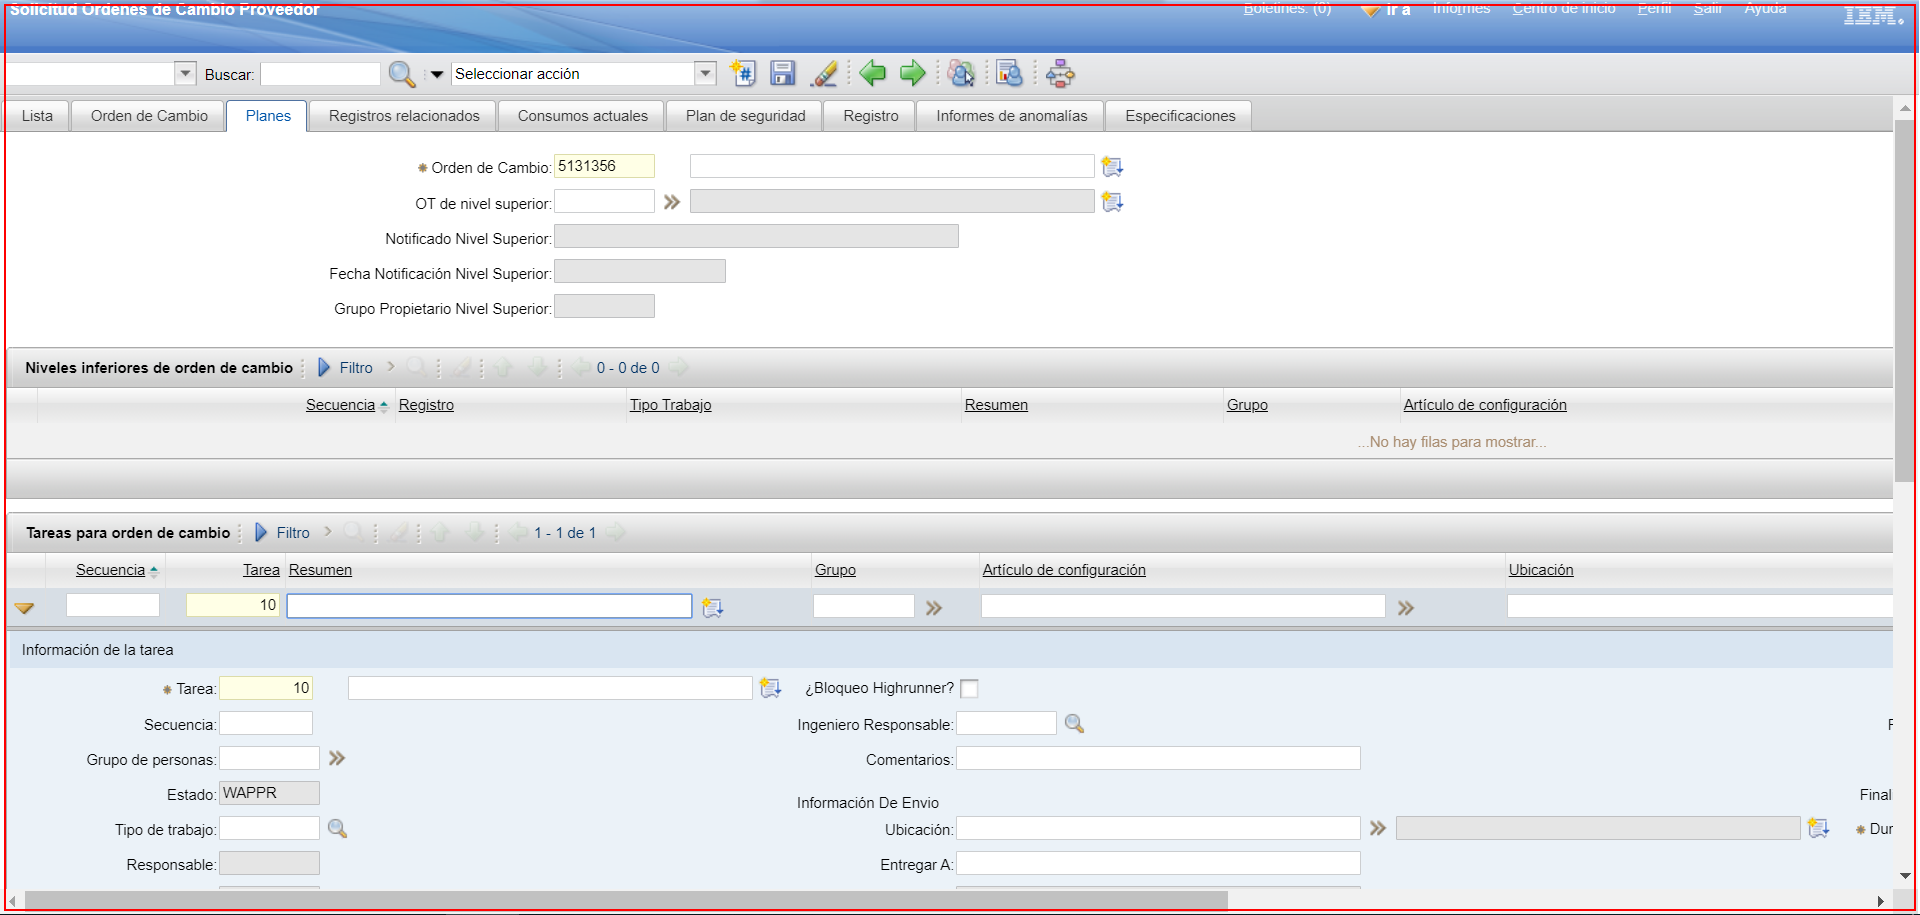 Solicitud Ordenes de Cambio Proveedor
Boletines: (0) Ir a Informes Centro de Inicio Perfil Salir Ayuda IBM.
Buscar: Seleccionar acción
Lista Orden de Cambio Planes Registros relacionados Consumos actuales Plan de seguridad Registro Informes de anomalías Especificaciones
Orden de Cambio: 5131356
OT de nivel superior:
Notificado Nivel Superior:
Fecha Notificación Nivel Superior:
Grupo Propietario Nivel Superior:
Niveles inferiores de orden de cambio Filtro 0 - 0 de 0
Secuencia Registro Tipo Trabajo Resumen Grupo Artículo de configuración
...No hay filas para mostrar...
Tareas para orden de cambio Filtro 1 - 1 de 1
Secuencia Tarea Resumen Grupo Artículo de configuración Ubicación
10
Información de la tarea
Tarea: 10 ¿Bloqueo Highrunner?
Secuencia: Ingeniero Responsable:
Grupo de personas: Comentarios:
Estado: WAPPR Final
Información De Envio
Tipo de trabajo: Ubicación: Dur
Responsable: Entregar A: